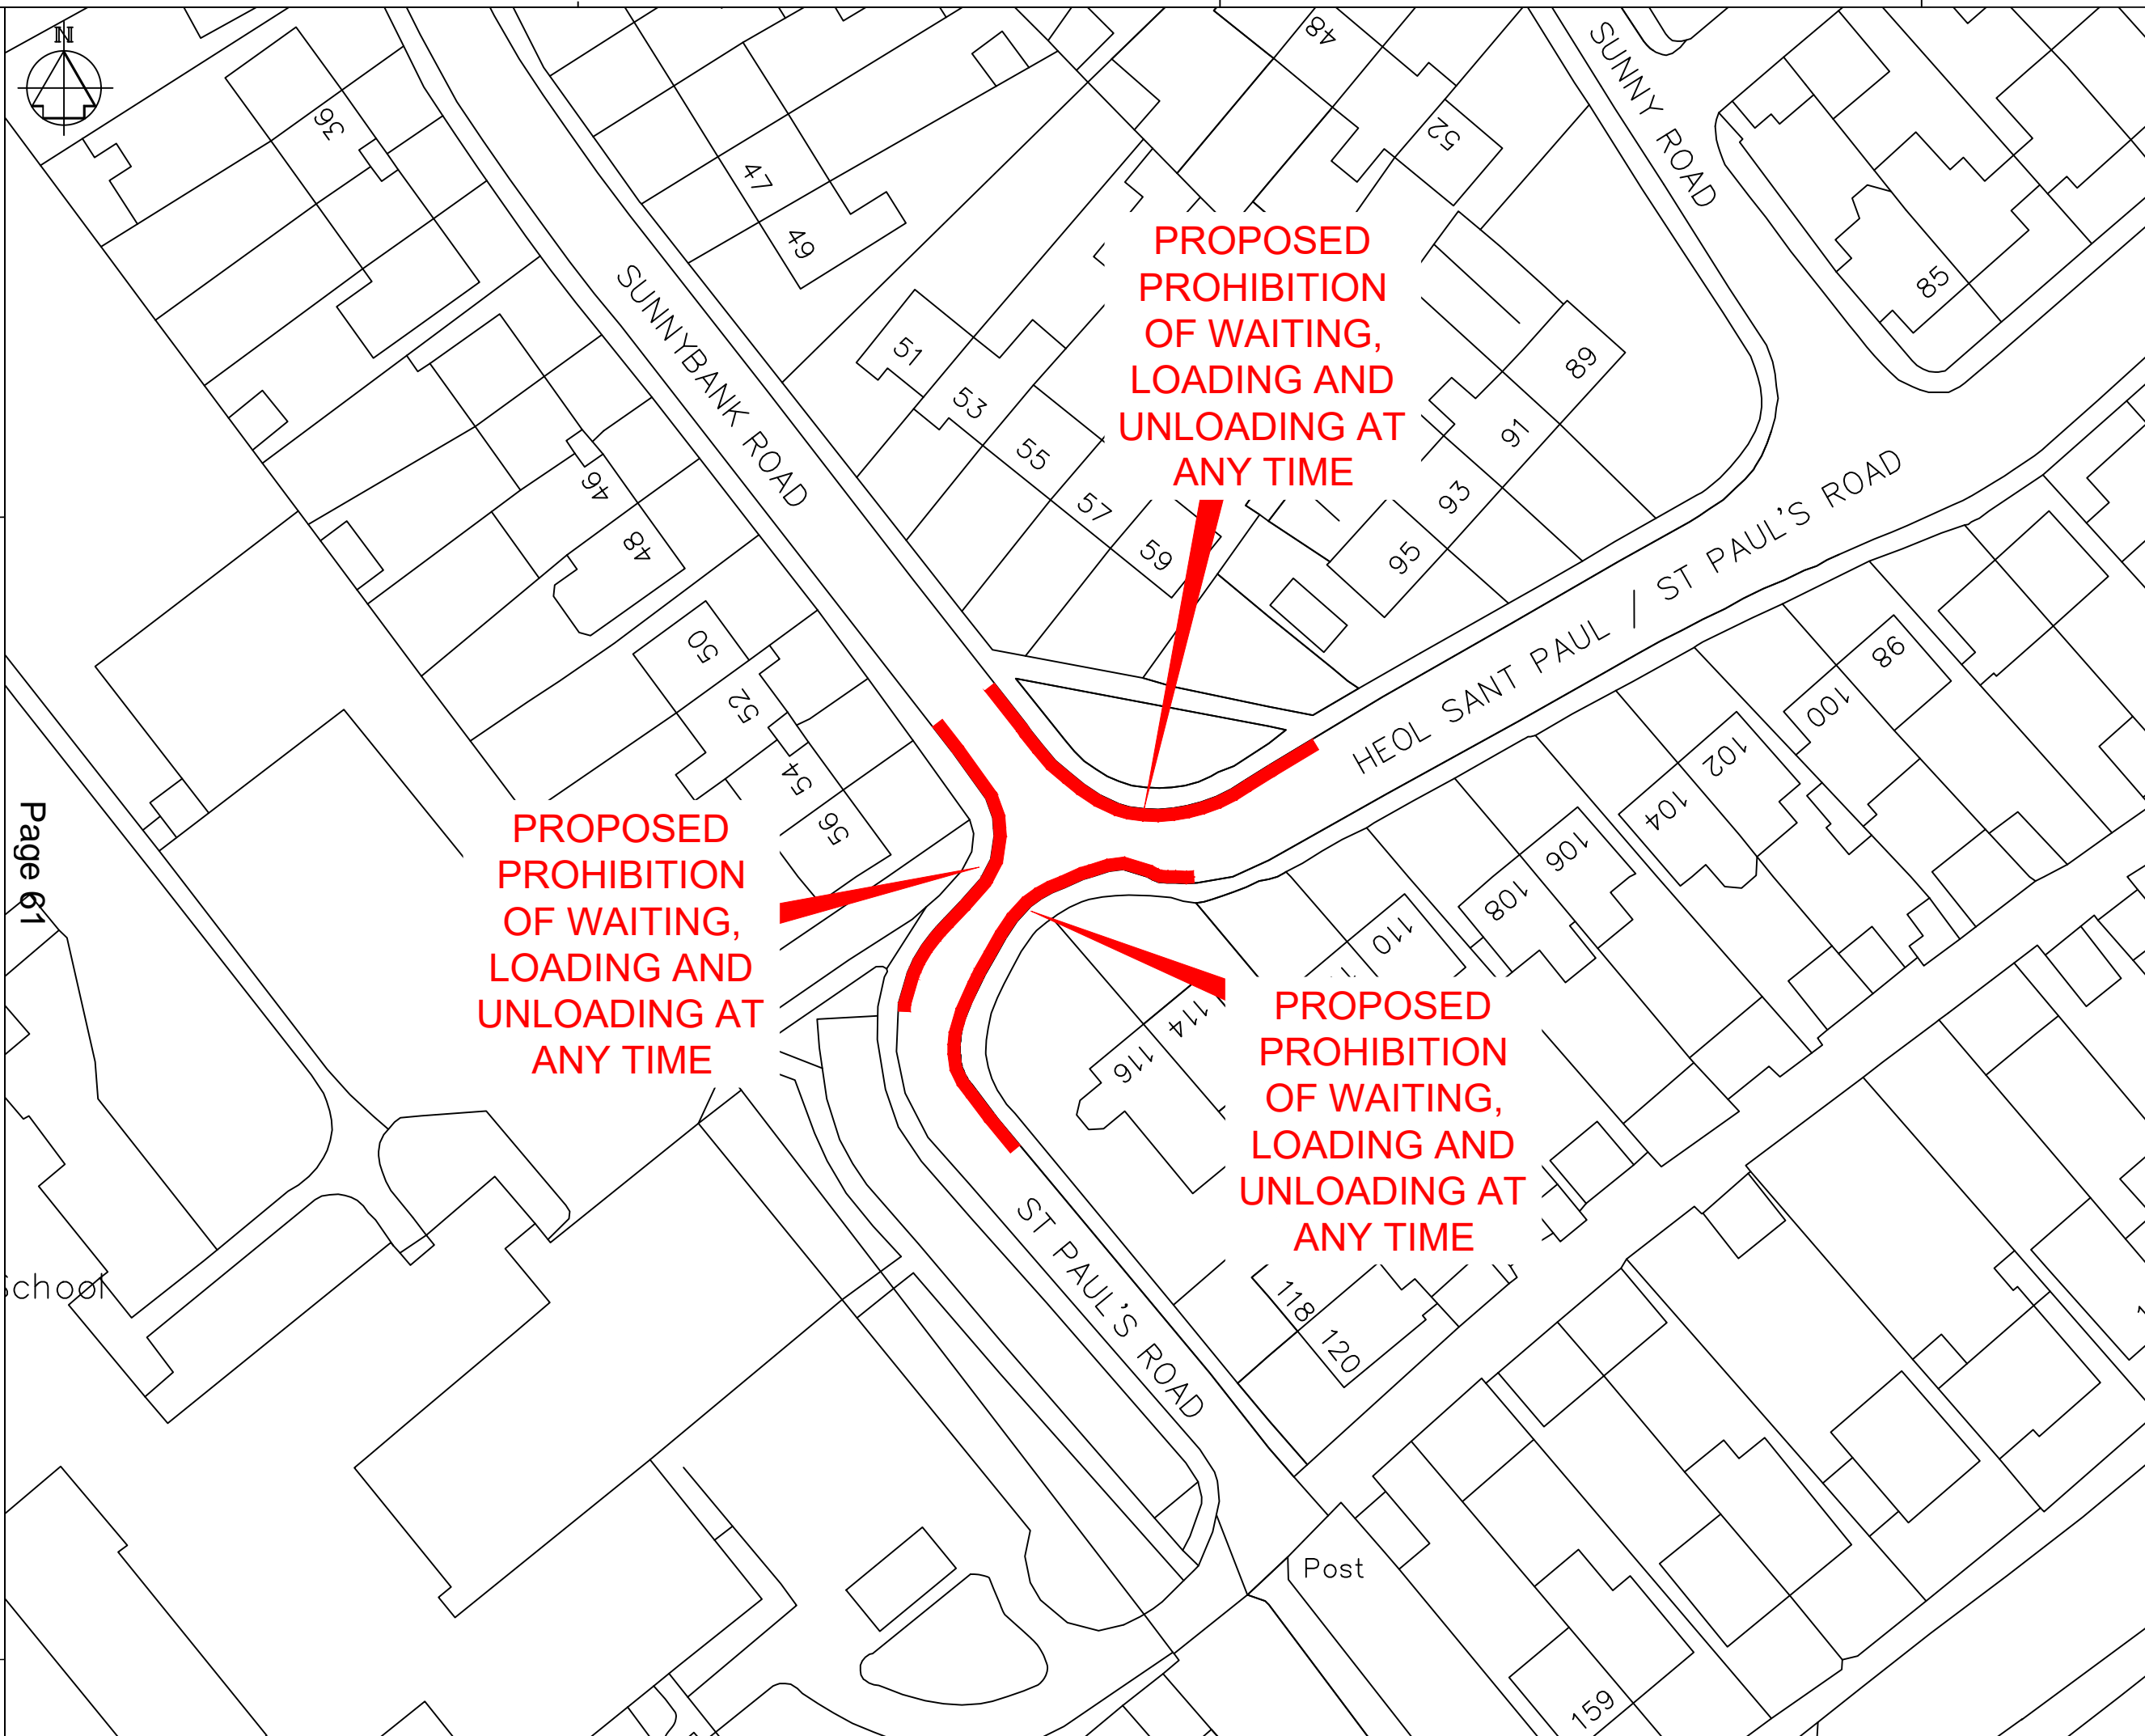 N
36
47
49
48
52
SUNNY ROAD
85
SUNNYBANK ROAD
PROPOSED
PROHIBITION
OF WAITING,
LOADING AND
UNLOADING AT
ANY TIME
51
53
55
57
59
89
91
93
95
46
48
50
52
54
56
HEOL SANT PAUL / ST PAUL'S ROAD
98
100
102
104
106
108
110
114
116
PROPOSED
PROHIBITION
OF WAITING,
LOADING AND
UNLOADING AT
ANY TIME
PROPOSED
PROHIBITION
OF WAITING,
LOADING AND
UNLOADING AT
ANY TIME
Page 61
School
ST PAUL'S ROAD
118
120
Post
159